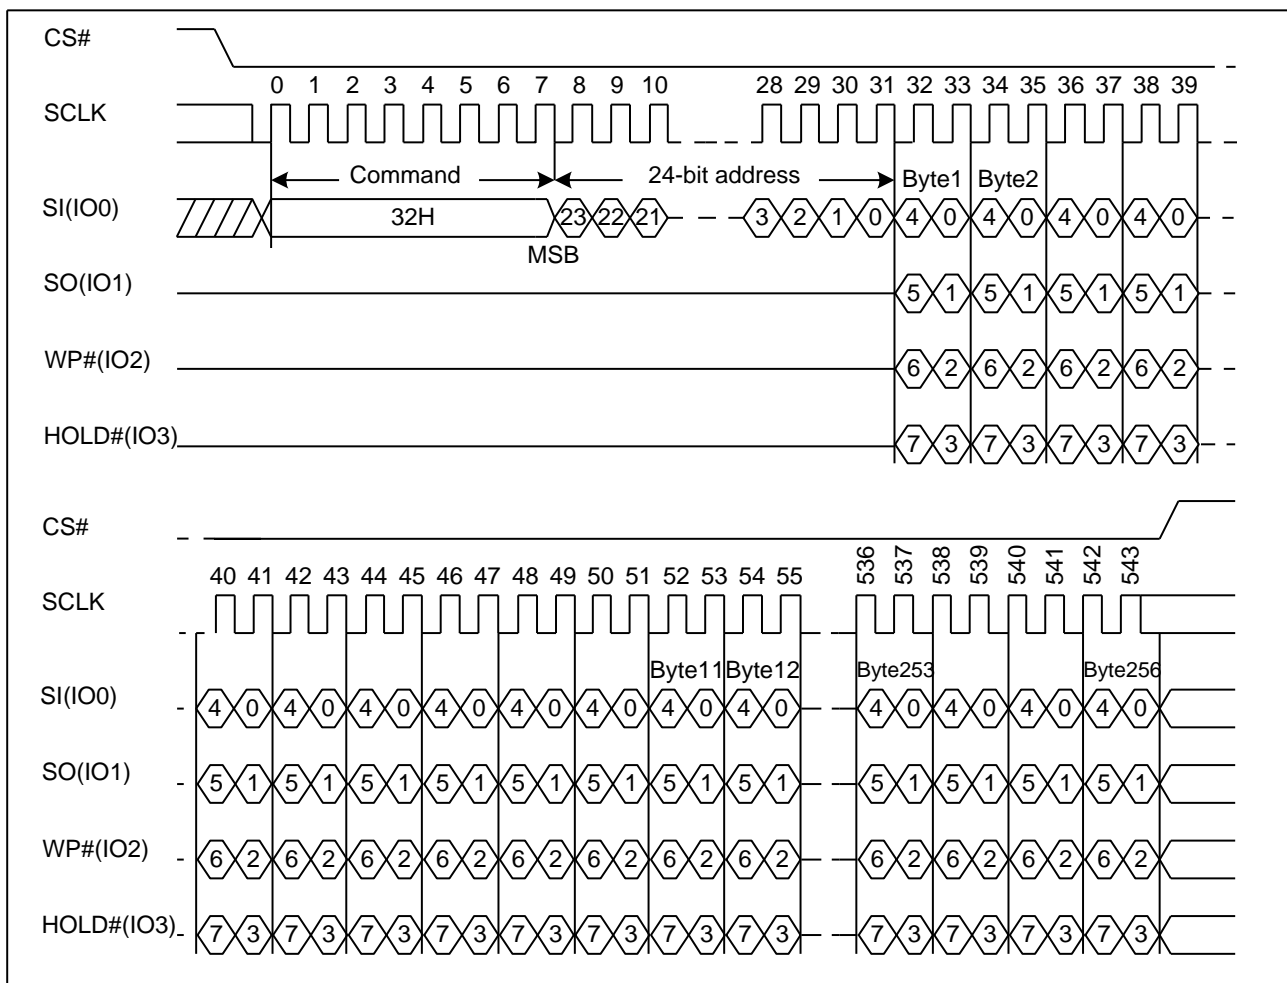 CS#
0 1 2 3 4 5 6 7 8 9 10 28 29 30 31 32 33 34 35 36 37 38 39
SCLK
Command 24-bit address Byte1 Byte2
SI(IO0) 32H 23 22 21 3 2 1 0 4 0 4 0 4 0 4 0
MSB
SO(IO1) 5 1 5 1 5 1 5 1
WP#(IO2) 6 2 6 2 6 2 6 2
HOLD#(IO3) 7 3 7 3 7 3 7 3
CS#
40 41 42 43 44 45 46 47 48 49 50 51 52 53 54 55 536 537 538 539 540 541 542 543
SCLK
Byte11 Byte12 Byte253 Byte256
SI(IO0) 4 0 4 0 4 0 4 0 4 0 4 0 4 0 4 0 4 0 4 0 4 0 4 0
SO(IO1) 5 1 5 1 5 1 5 1 5 1 5 1 5 1 5 1 5 1 5 1 5 1 5 1
WP#(IO2) 6 2 6 2 6 2 6 2 6 2 6 2 6 2 6 2 6 2 6 2 6 2 6 2
HOLD#(IO3) 7 3 7 3 7 3 7 3 7 3 7 3 7 3 7 3 7 3 7 3 7 3 7 3